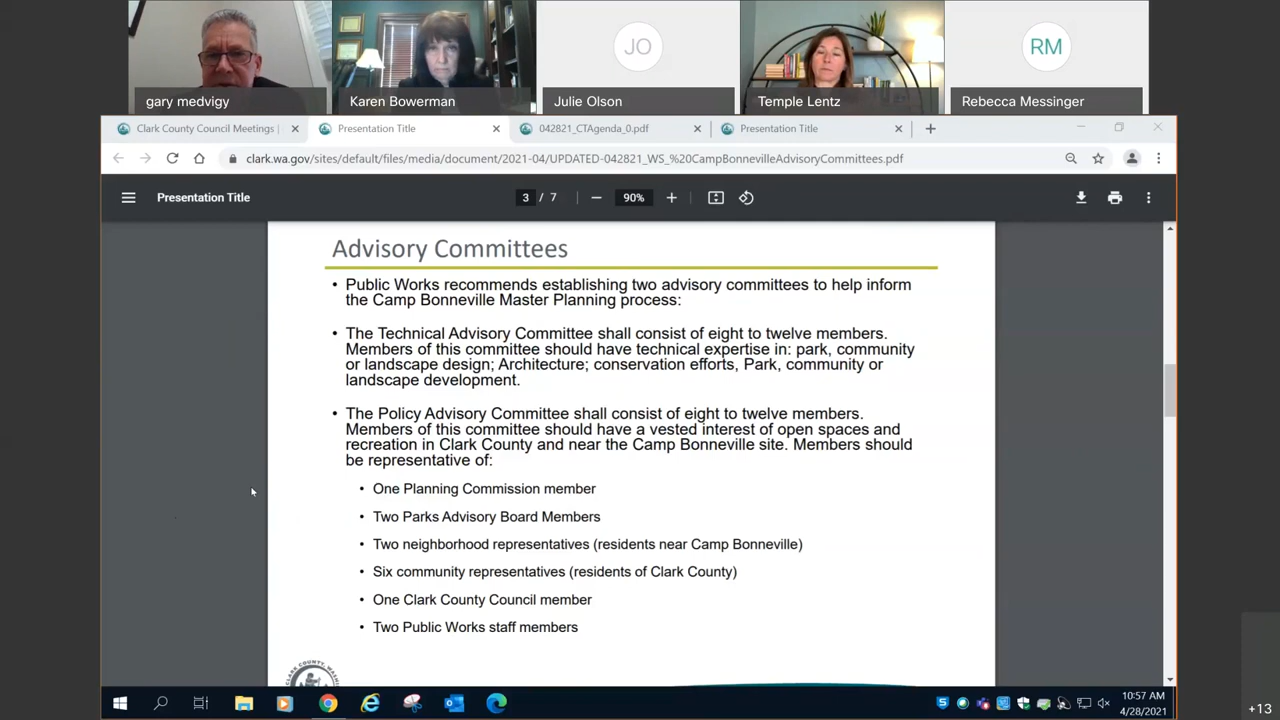 JO
RM
gary medvigy
Karen Bowerman
Julie Olson
Temple Lentz
Rebecca Messinger
Clark County Council Meetings |
Presentation Title
042821_CTAgenda_0.pdf
Presentation Title
clark.wa.gov/sites/default/files/media/document/2021-04/UPDATED-042821_WS_%20CampBonnevilleAdvisoryCommittees.pdf
Presentation Title
3 / 7
90%
Advisory Committees
• Public Works recommends establishing two advisory committees to help inform
the Camp Bonneville Master Planning process:
• The Technical Advisory Committee shall consist of eight to twelve members.
Members of this committee should have technical expertise in: park, community
or landscape design; Architecture; conservation efforts, Park, community or
landscape development.
• The Policy Advisory Committee shall consist of eight to twelve members.
Members of this committee should have a vested interest of open spaces and
recreation in Clark County and near the Camp Bonneville site. Members should
be representative of:
• One Planning Commission member
• Two Parks Advisory Board Members
• Two neighborhood representatives (residents near Camp Bonneville)
• Six community representatives (residents of Clark County)
• One Clark County Council member
• Two Public Works staff members
CLARK COUNTY,
10:57 AM
4/28/2021
+13